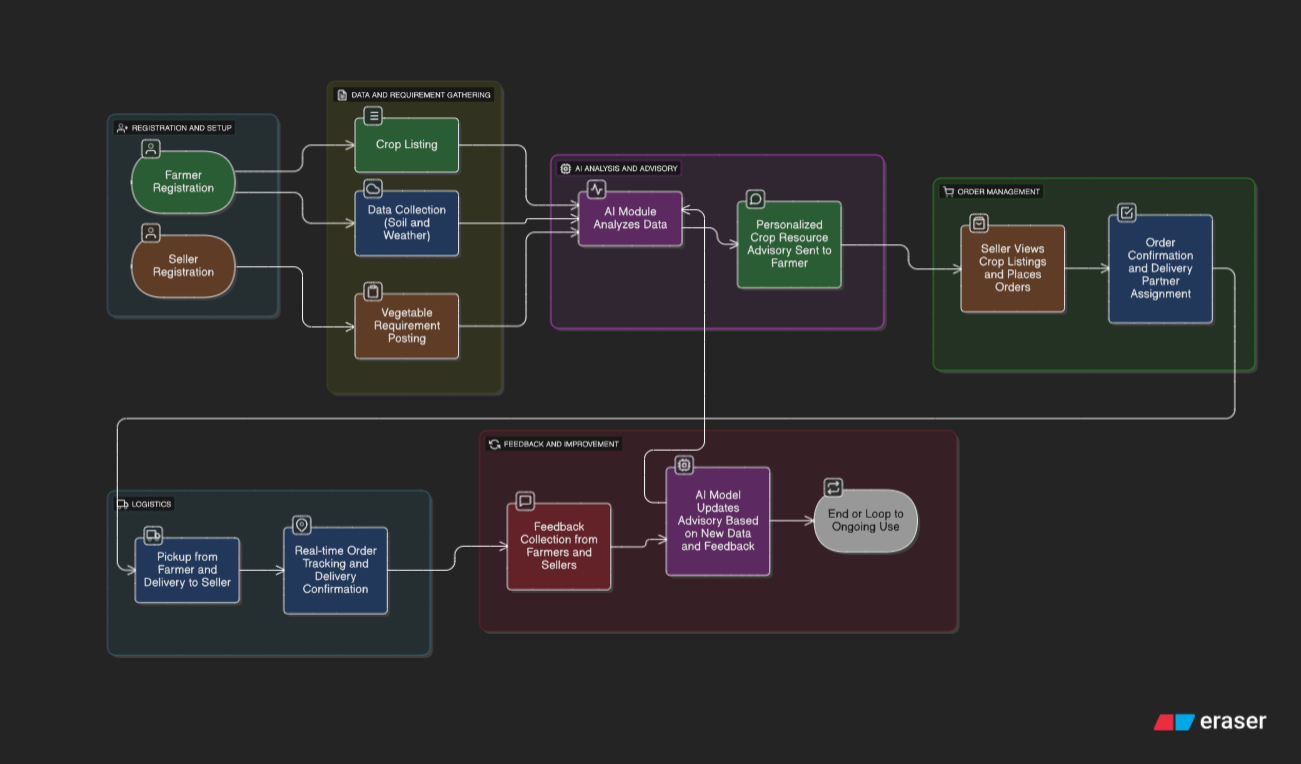 REGISTRATION AND SETUP
Farmer
Registration
Seller
Registration
DATA AND REQUIREMENT GATHERING
Crop Listing
Data Collection
(Soil and
Weather)
Vegetable
Requirement
Posting
AI ANALYSIS AND ADVISORY
AI Module
Analyzes Data
Personalized
Crop Resource
Advisory Sent to
Farmer
ORDER MANAGEMENT
Seller Views
Crop Listings
and Places
Orders
Order
Confirmation
and Delivery
Partner
Assignment
LOGISTICS
Pickup from
Farmer and
Delivery to Seller
Real-time Order
Tracking and
Delivery
Confirmation
FEEDBACK AND IMPROVEMENT
Feedback
Collection from
Farmers and
Sellers
AI Model
Updates
Advisory Based
on New Data
and Feedback
End or Loop to
Ongoing Use
eraser